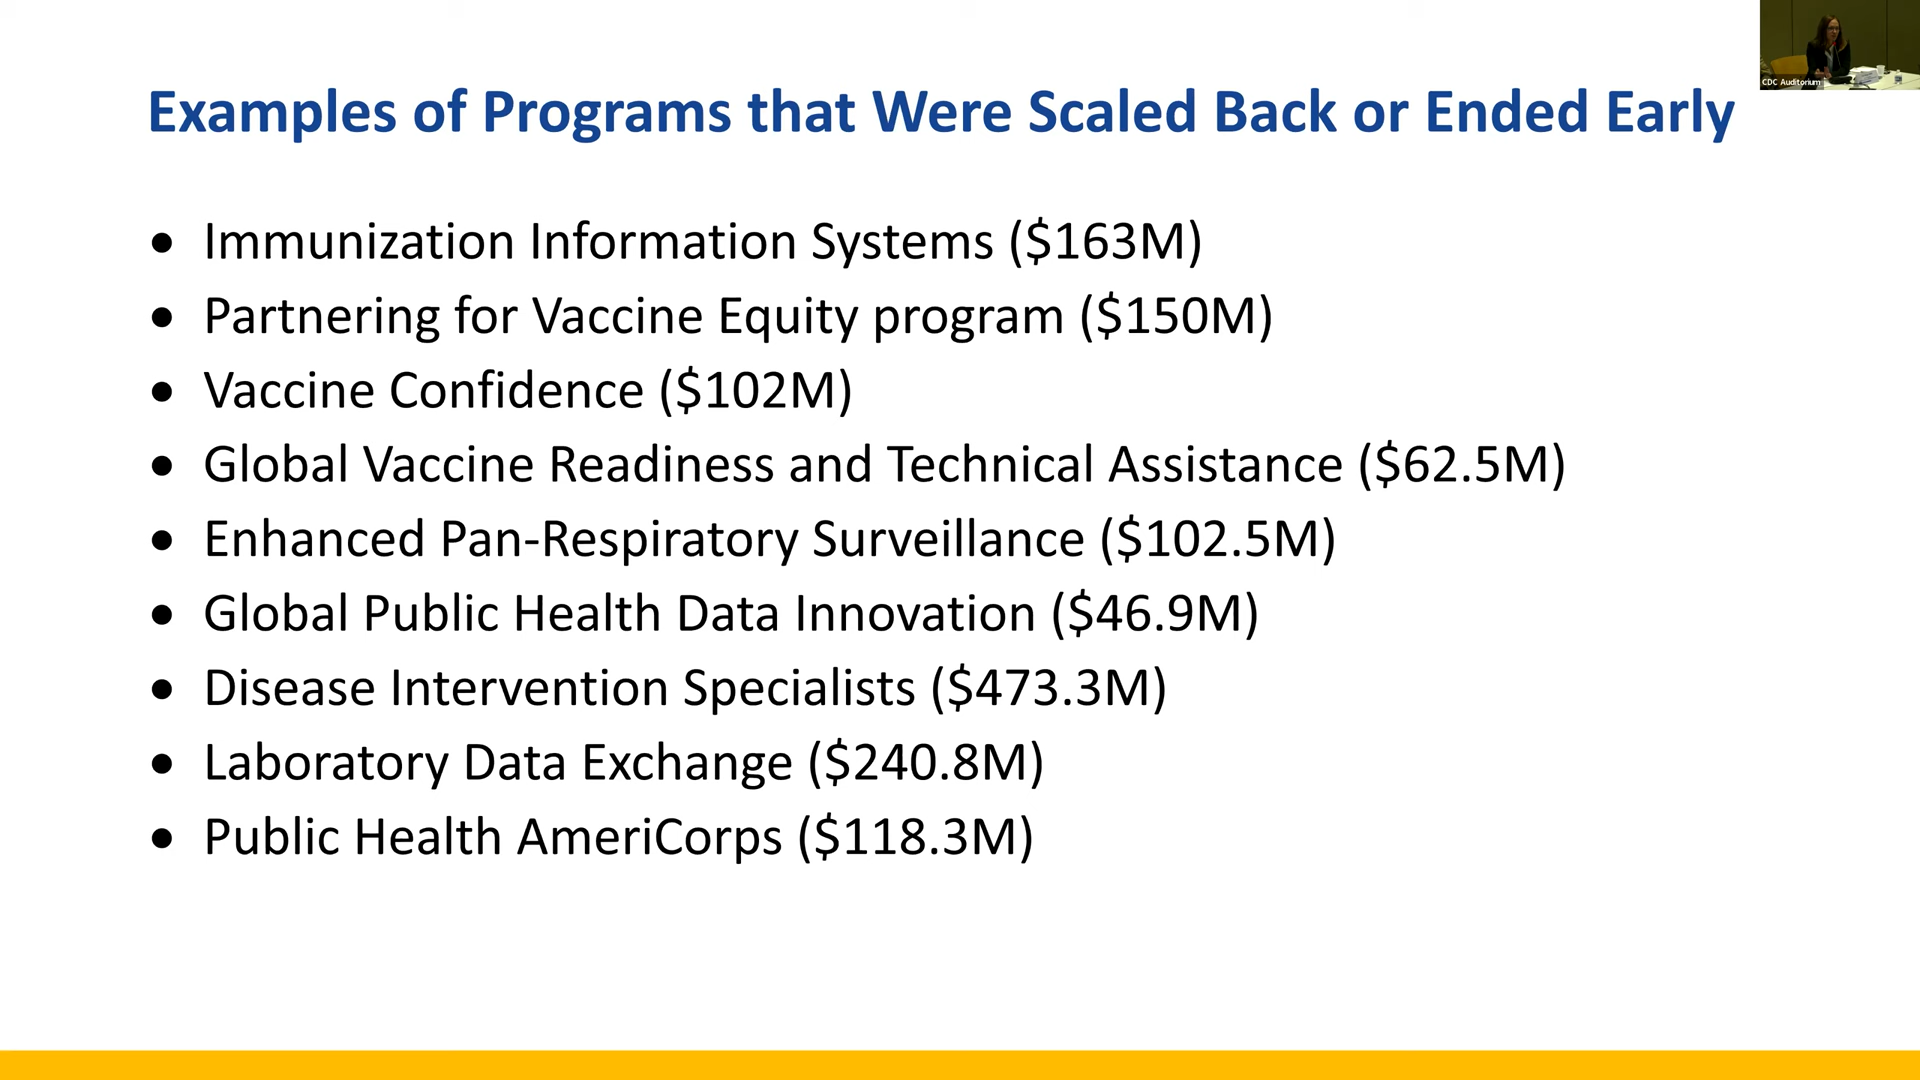 CDC Auditorium
Examples of Programs that Were Scaled Back or Ended Early
• Immunization Information Systems ($163M)
• Partnering for Vaccine Equity program ($150M)
• Vaccine Confidence ($102M)
• Global Vaccine Readiness and Technical Assistance ($62.5M)
• Enhanced Pan-Respiratory Surveillance ($102.5M)
• Global Public Health Data Innovation ($46.9M)
• Disease Intervention Specialists ($473.3M)
• Laboratory Data Exchange ($240.8M)
• Public Health AmeriCorps ($118.3M)